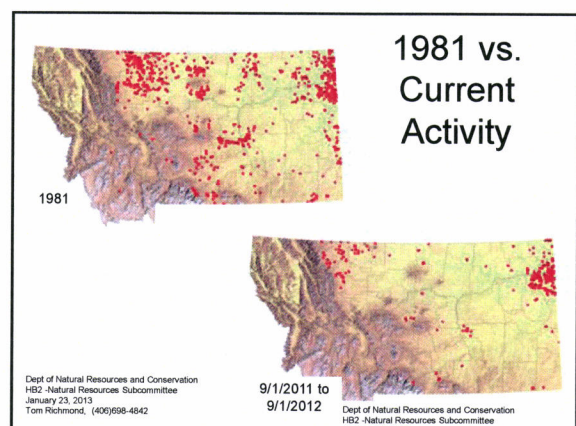 1981 vs.
Current
Activity
1981
Dept of Natural Resources and Conservation
HB2 -Natural Resources Subcommittee
January 23, 2013
Tom Richmond, (406)698-4842
9/1/2011 to
9/1/2012
Dept of Natural Resources and Conservation
HB2 -Natural Resources Subcommittee